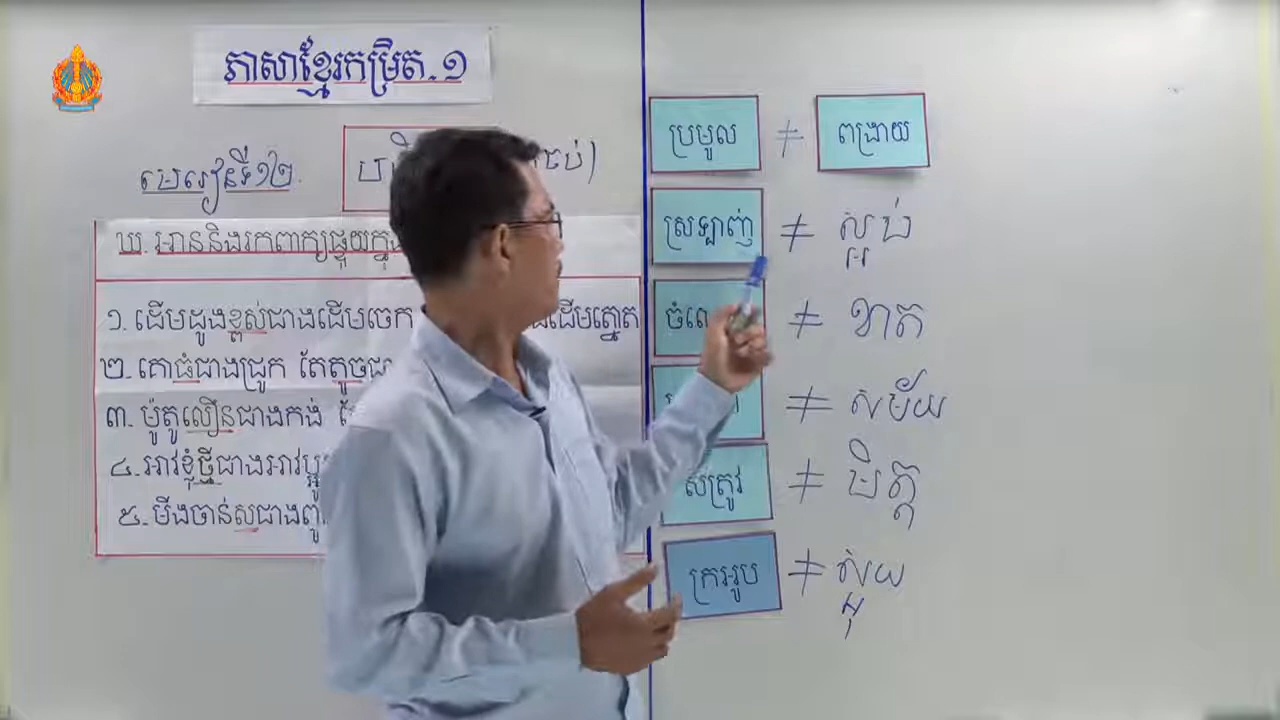 ភាសាខ្មែរកម្រិត.១
មេរៀនទី១២.
ចប់)
ឃ. អាននិងរកពាក្យផ្ទុយក្នុង
១. ដើមដូងខ្ពស់ជាងដើមចេក ដើមត្នោត
២. គោធំជាងជ្រូក តែតូចជា
៣. ម៉ូតូលឿនជាងកង់
៤. អាវខ្ញុំថ្មីជាងអាវប្អូ
៥. មីងចាន់សជាងពូ
ប្រមូល ≠ ពង្រាយ
ស្រឡាញ់ ≠ ស្អប់
ចំណេ ≠ ខាត
≠ សម័យ
សត្រូវ ≠ មិត្ត
ក្រអូប ≠ ស្អុយ